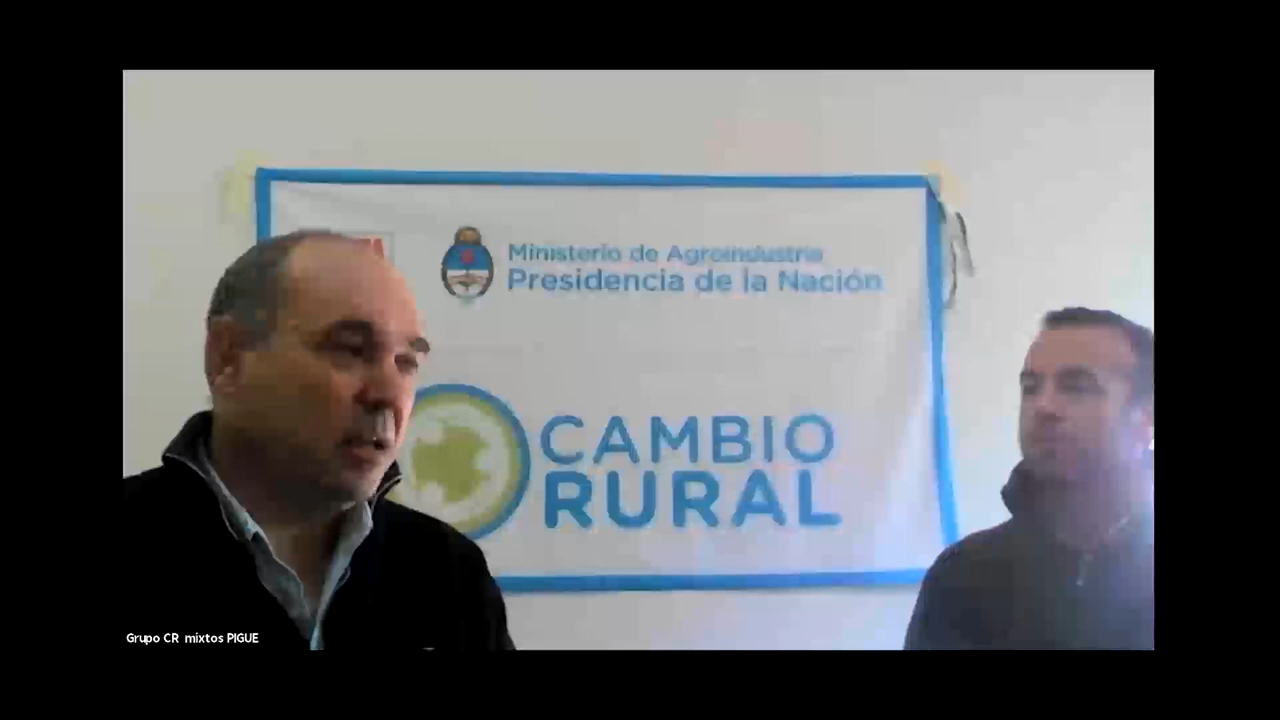 Ministerio de Agroindustria
Presidencia de la Nación
CAMBIO
RURAL
Grupo CR mixtos PIGUE